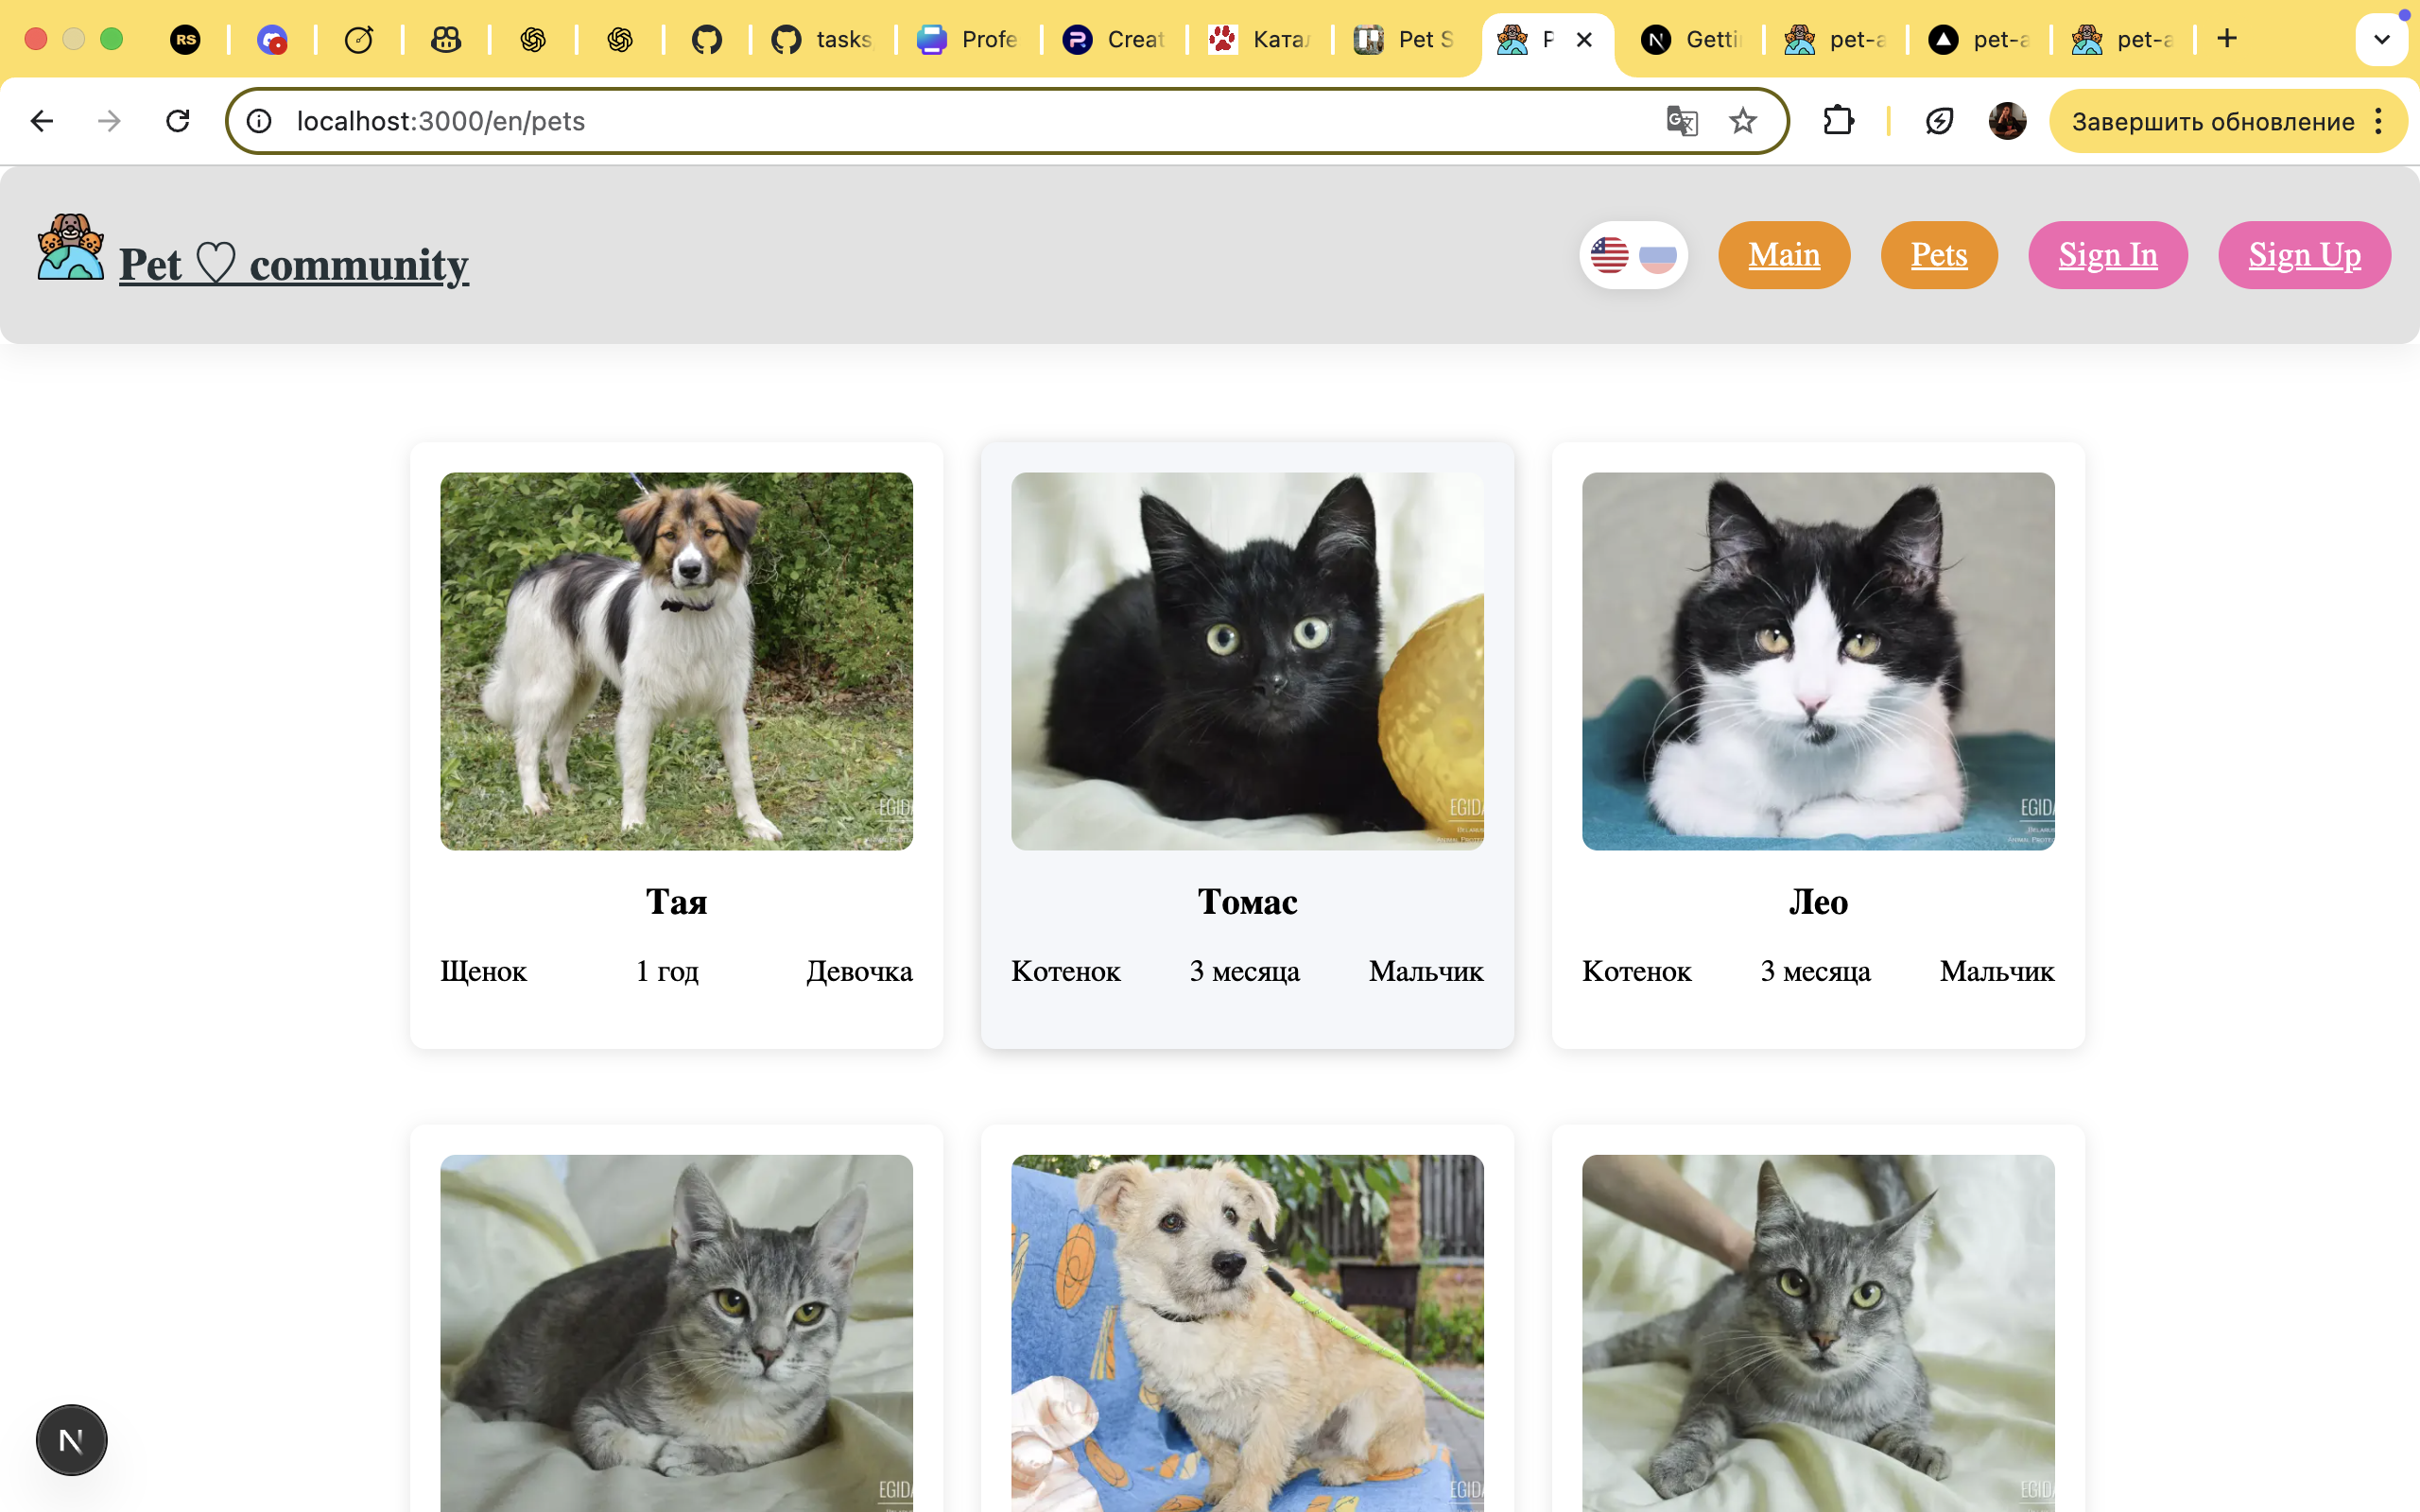 RS
tasks
Profe
Creat
Ката
Pet S
P
Getti
pet-a
pet-a
pet-a
localhost:3000/en/pets
Завершить обновление
Pet ♡ community
Main
Pets
Sign In
Sign Up
EGIDA
EGIDA
EGIDA
Тая
Томас
Лео
Щенок 1 год Девочка
Котенок 3 месяца Мальчик
Котенок 3 месяца Мальчик
EGIDA
EGIDA
EGIDA
N